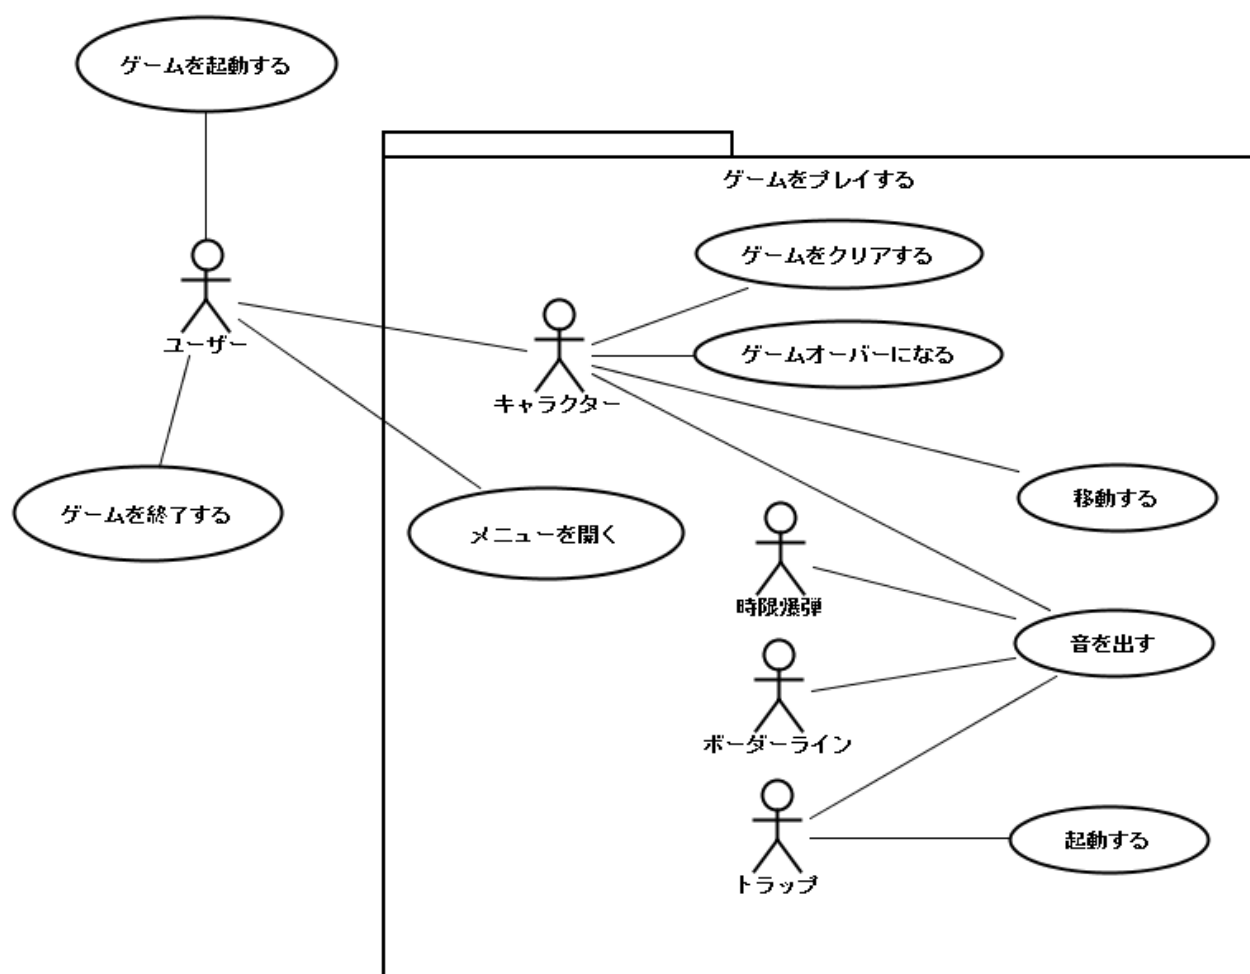 ゲームを起動する
ゲームをプレイする
ゲームをクリアする
ユーザー
ゲームオーバーになる
キャラクター
移動する
ゲームを終了する
メニューを開く
時限爆弾
音を出す
ボーダーライン
起動する
トラップ